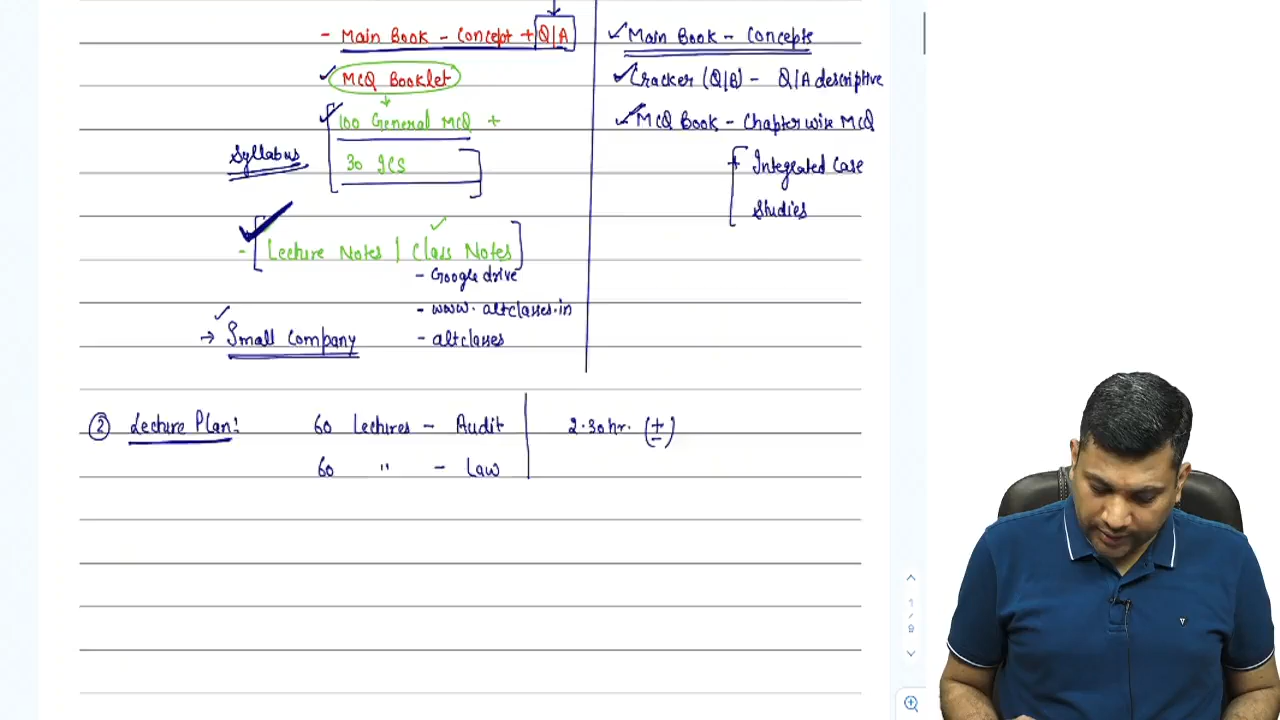 - Main Book - Concept + Q/A
MCQ Booklet
100 General MCQ +
30 ICS
Syllabus
- Lecture Notes | Class Notes
- Google drive
- www.altclasses.in
- altclasses
→ Small Company
Main Book - Concepts
Cracker (Q/A) - Q/A descriptive
MCQ Book - Chapter wise MCQ
+ Integrated Case
Studies
② Lecture Plan: 60 Lectures - Audit 2.30 hr. (±)
60 " - Law